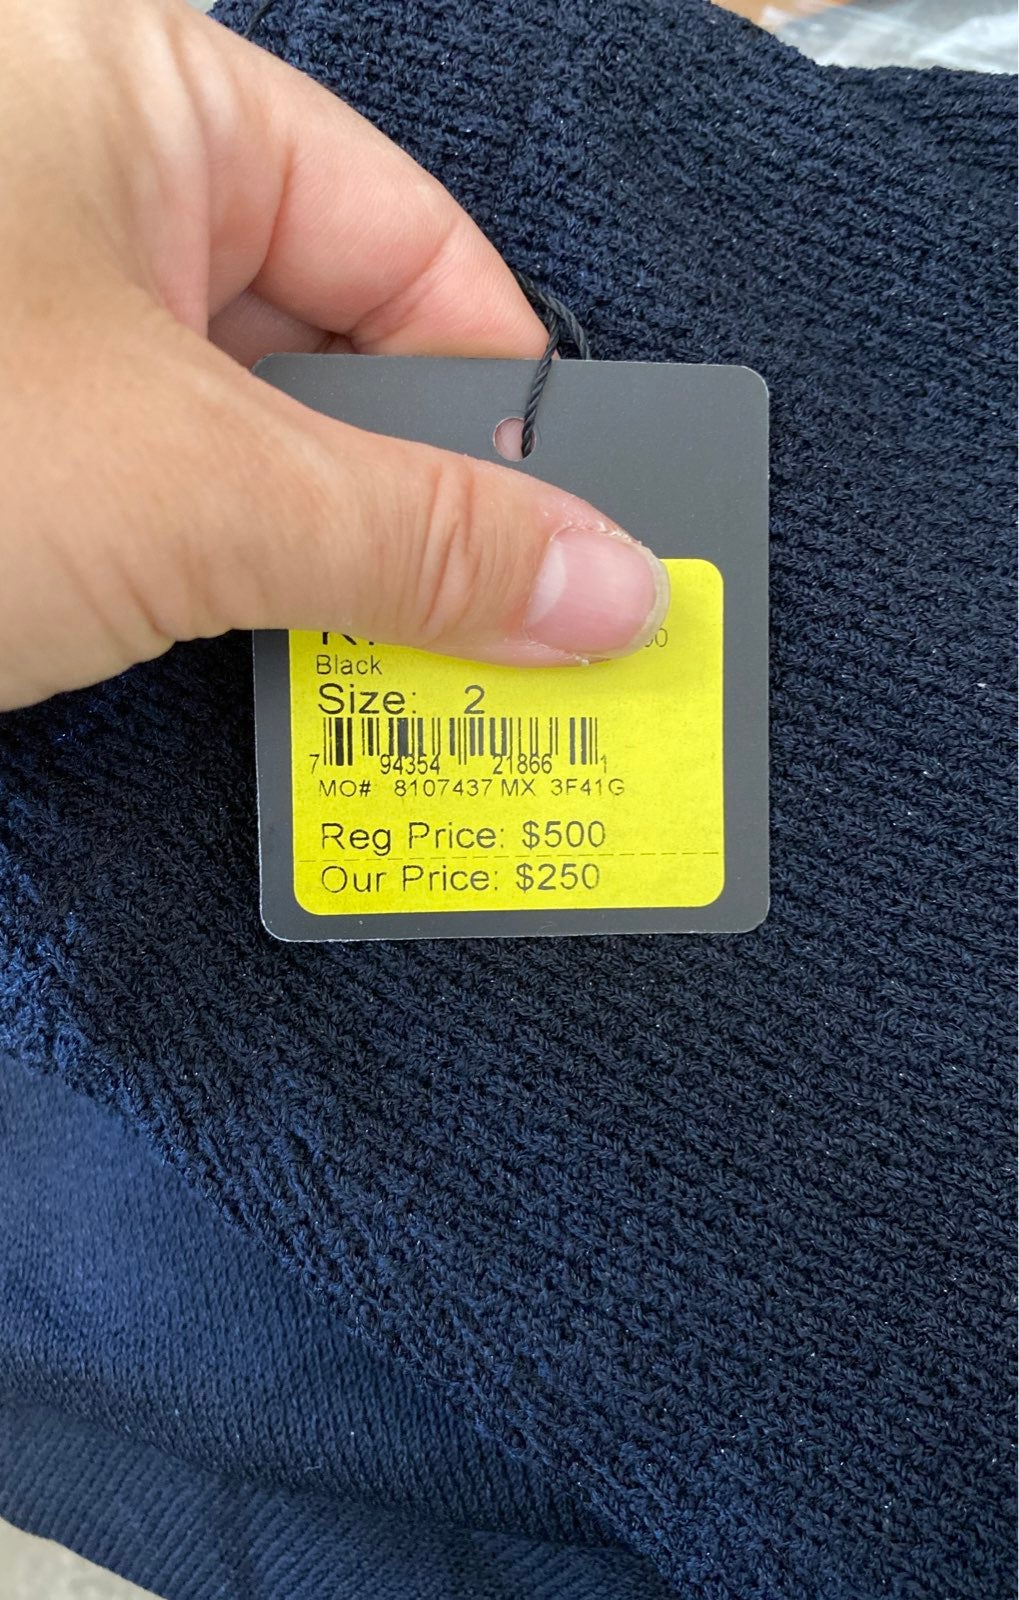 Black
Size: 2
7 94354 21866 1
MO# 8107437 MX 3F41G
Reg Price: $500
Our Price: $250